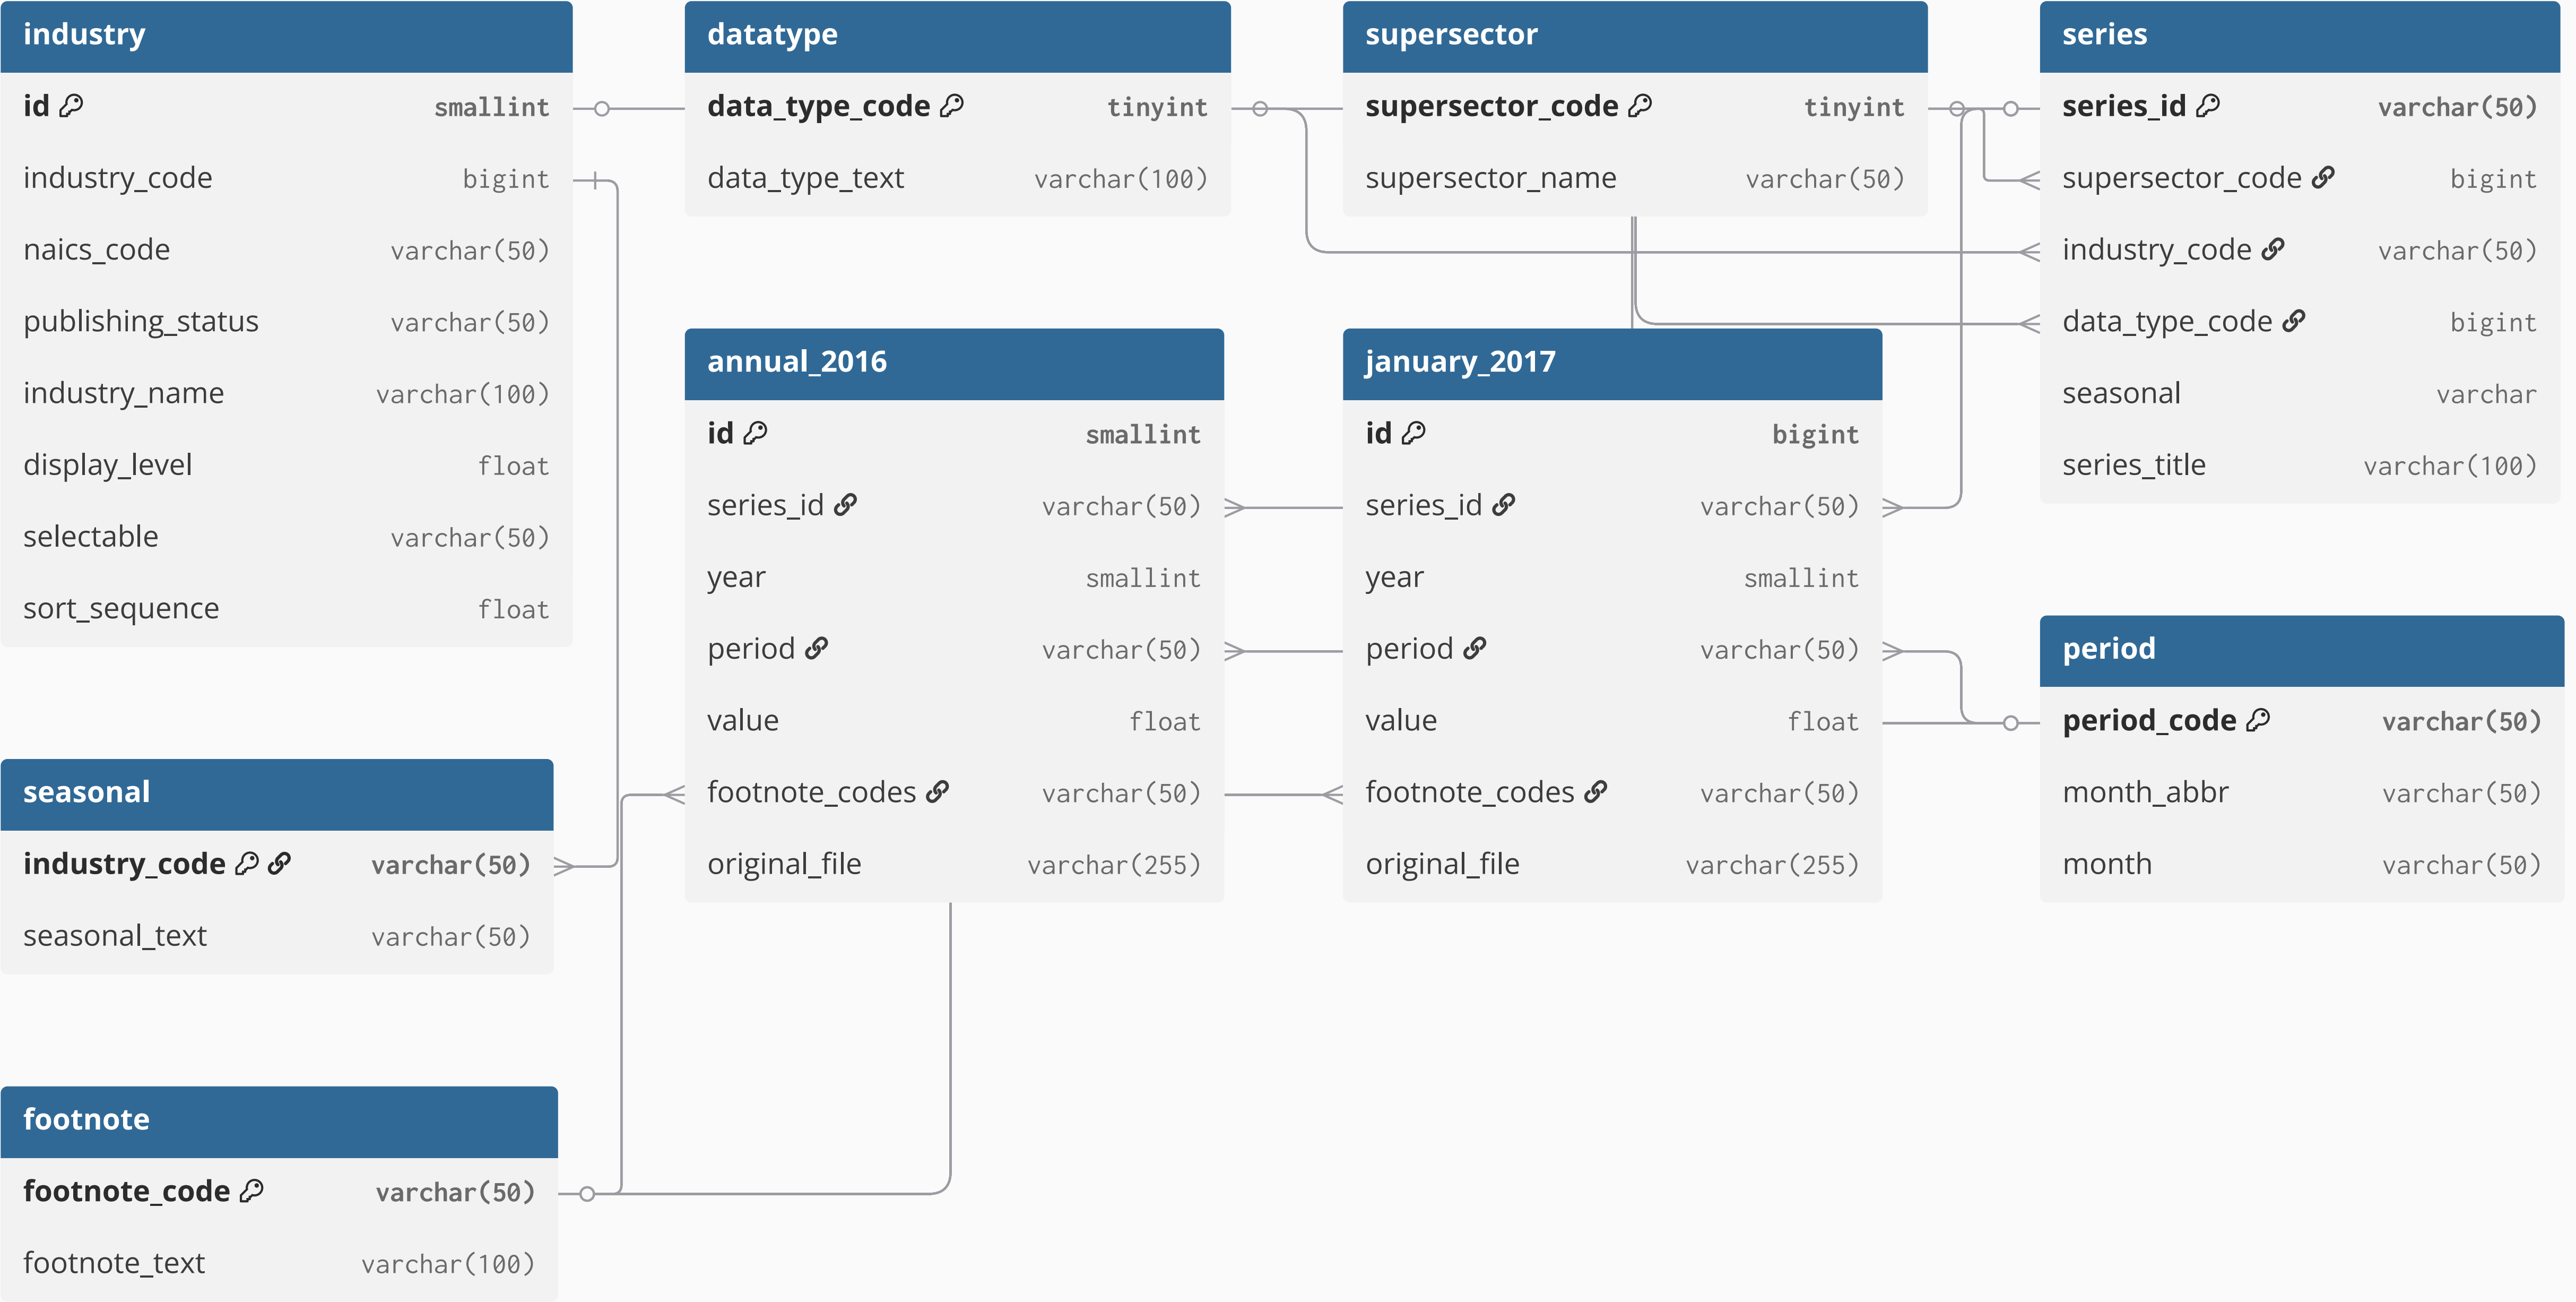 industry
id smallint
industry_code bigint
naics_code varchar(50)
publishing_status varchar(50)
industry_name varchar(100)
display_level float
selectable varchar(50)
sort_sequence float
datatype
data_type_code tinyint
data_type_text varchar(100)
supersector
supersector_code tinyint
supersector_name varchar(50)
series
series_id varchar(50)
supersector_code bigint
industry_code varchar(50)
data_type_code bigint
seasonal varchar
series_title varchar(100)
annual_2016
id smallint
series_id varchar(50)
year smallint
period varchar(50)
value float
footnote_codes varchar(50)
original_file varchar(255)
january_2017
id bigint
series_id varchar(50)
year smallint
period varchar(50)
value float
footnote_codes varchar(50)
original_file varchar(255)
period
period_code varchar(50)
month_abbr varchar(50)
month varchar(50)
seasonal
industry_code varchar(50)
seasonal_text varchar(50)
footnote
footnote_code varchar(50)
footnote_text varchar(100)